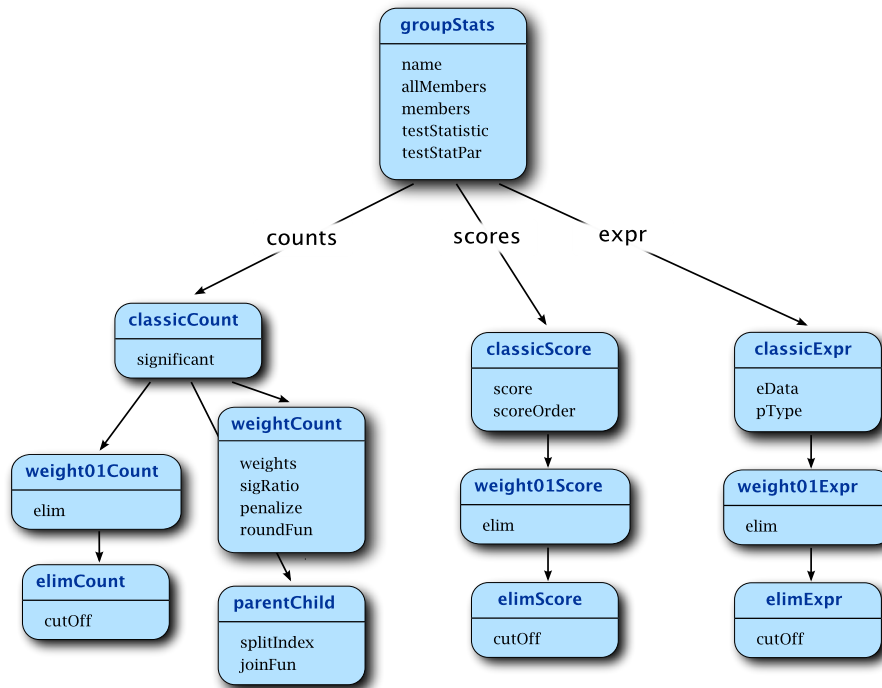 groupStats
name
allMembers
members
testStatistic
testStatPar
counts
scores
expr
classicCount
significant
classicScore
score
scoreOrder
classicExpr
eData
pType
weightCount
weights
sigRatio
penalize
roundFun
weight01Count
elim
weight01Score
elim
weight01Expr
elim
elimCount
cutOff
parentChild
splitIndex
joinFun
elimScore
cutOff
elimExpr
cutOff